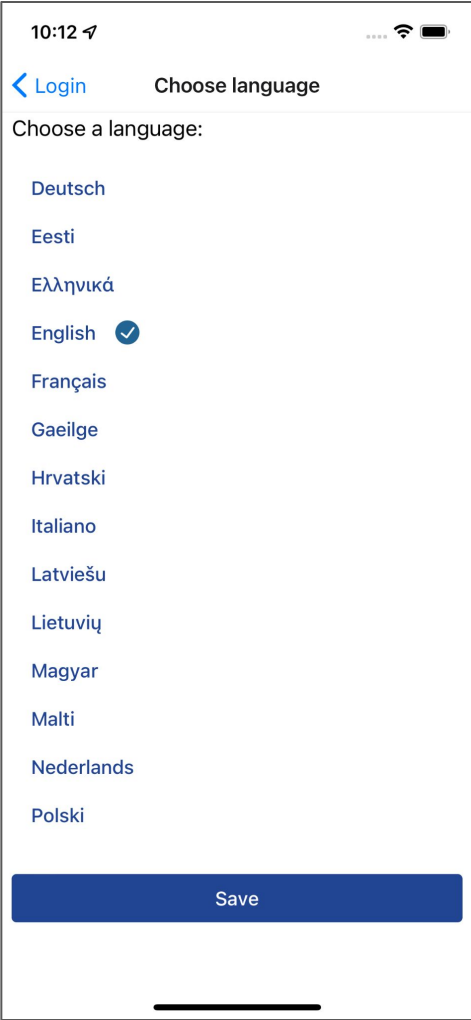 10:12
Login Choose language
Choose a language:
Deutsch
Eesti
Ελληνικά
English
Français
Gaeilge
Hrvatski
Italiano
Latviešu
Lietuvių
Magyar
Malti
Nederlands
Polski
Save